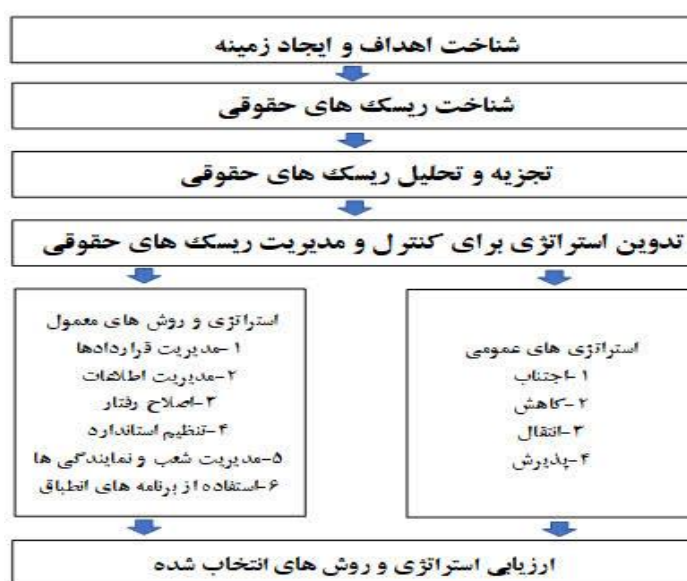 شناخت اهداف و ایجاد زمینه
شناخت ریسک های حقوقی
تجزیه و تحلیل ریسک های حقوقی
تدوین استراتژی برای کنترل و مدیریت ریسک های حقوقی
استراتژی های عمومی
۱-اجتناب
۲-کاهش
۳-انتقال
۴-پذیرش
استراتژی و روش های معمول
۱-مدیریت قراردادها
۲-مدیریت اطلاعات
۳-اصلاح رفتار
۴-تنظیم استاندارد
۵-مدیریت شعب و نمایندگی ها
۶-استفاده از برنامه های انطباق
ارزیابی استراتژی و روش های انتخاب شده